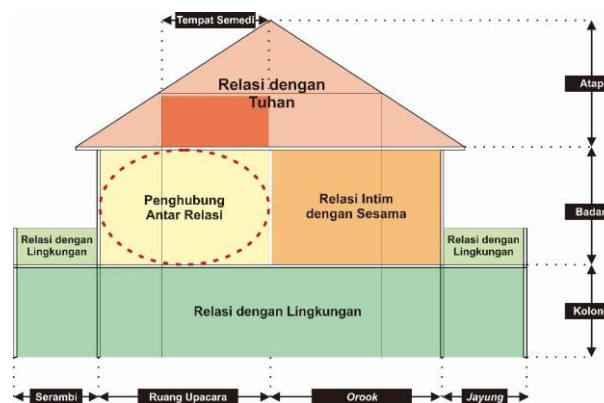 Tempat Semedi
Relasi dengan
Tuhan
Atap
Penghubung
Antar Relasi
Relasi Intim
dengan Sesama
Badan
Relasi dengan
Lingkungan
Relasi dengan
Lingkungan
Relasi dengan Lingkungan
Kolong
Serambi
Ruang Upacara
Orook
Jayung